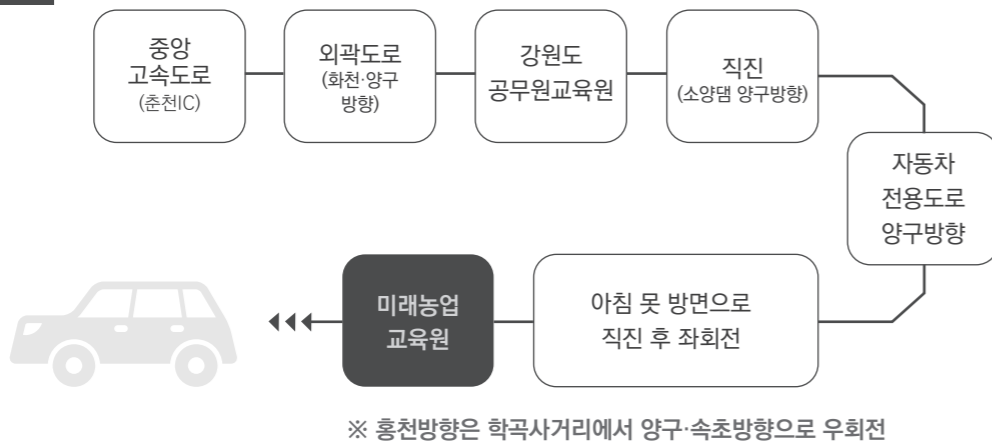 중앙
고속도로
(춘천IC)
외곽도로
(화천·양구
방향)
강원도
공무원교육원
직진
(소양댐 양구방향)
자동차
전용도로
양구방향
아침 못 방면으로
직진 후 좌회전
미래농업
교육원
※ 홍천방향은 학곡사거리에서 양구·속초방향으로 우회전